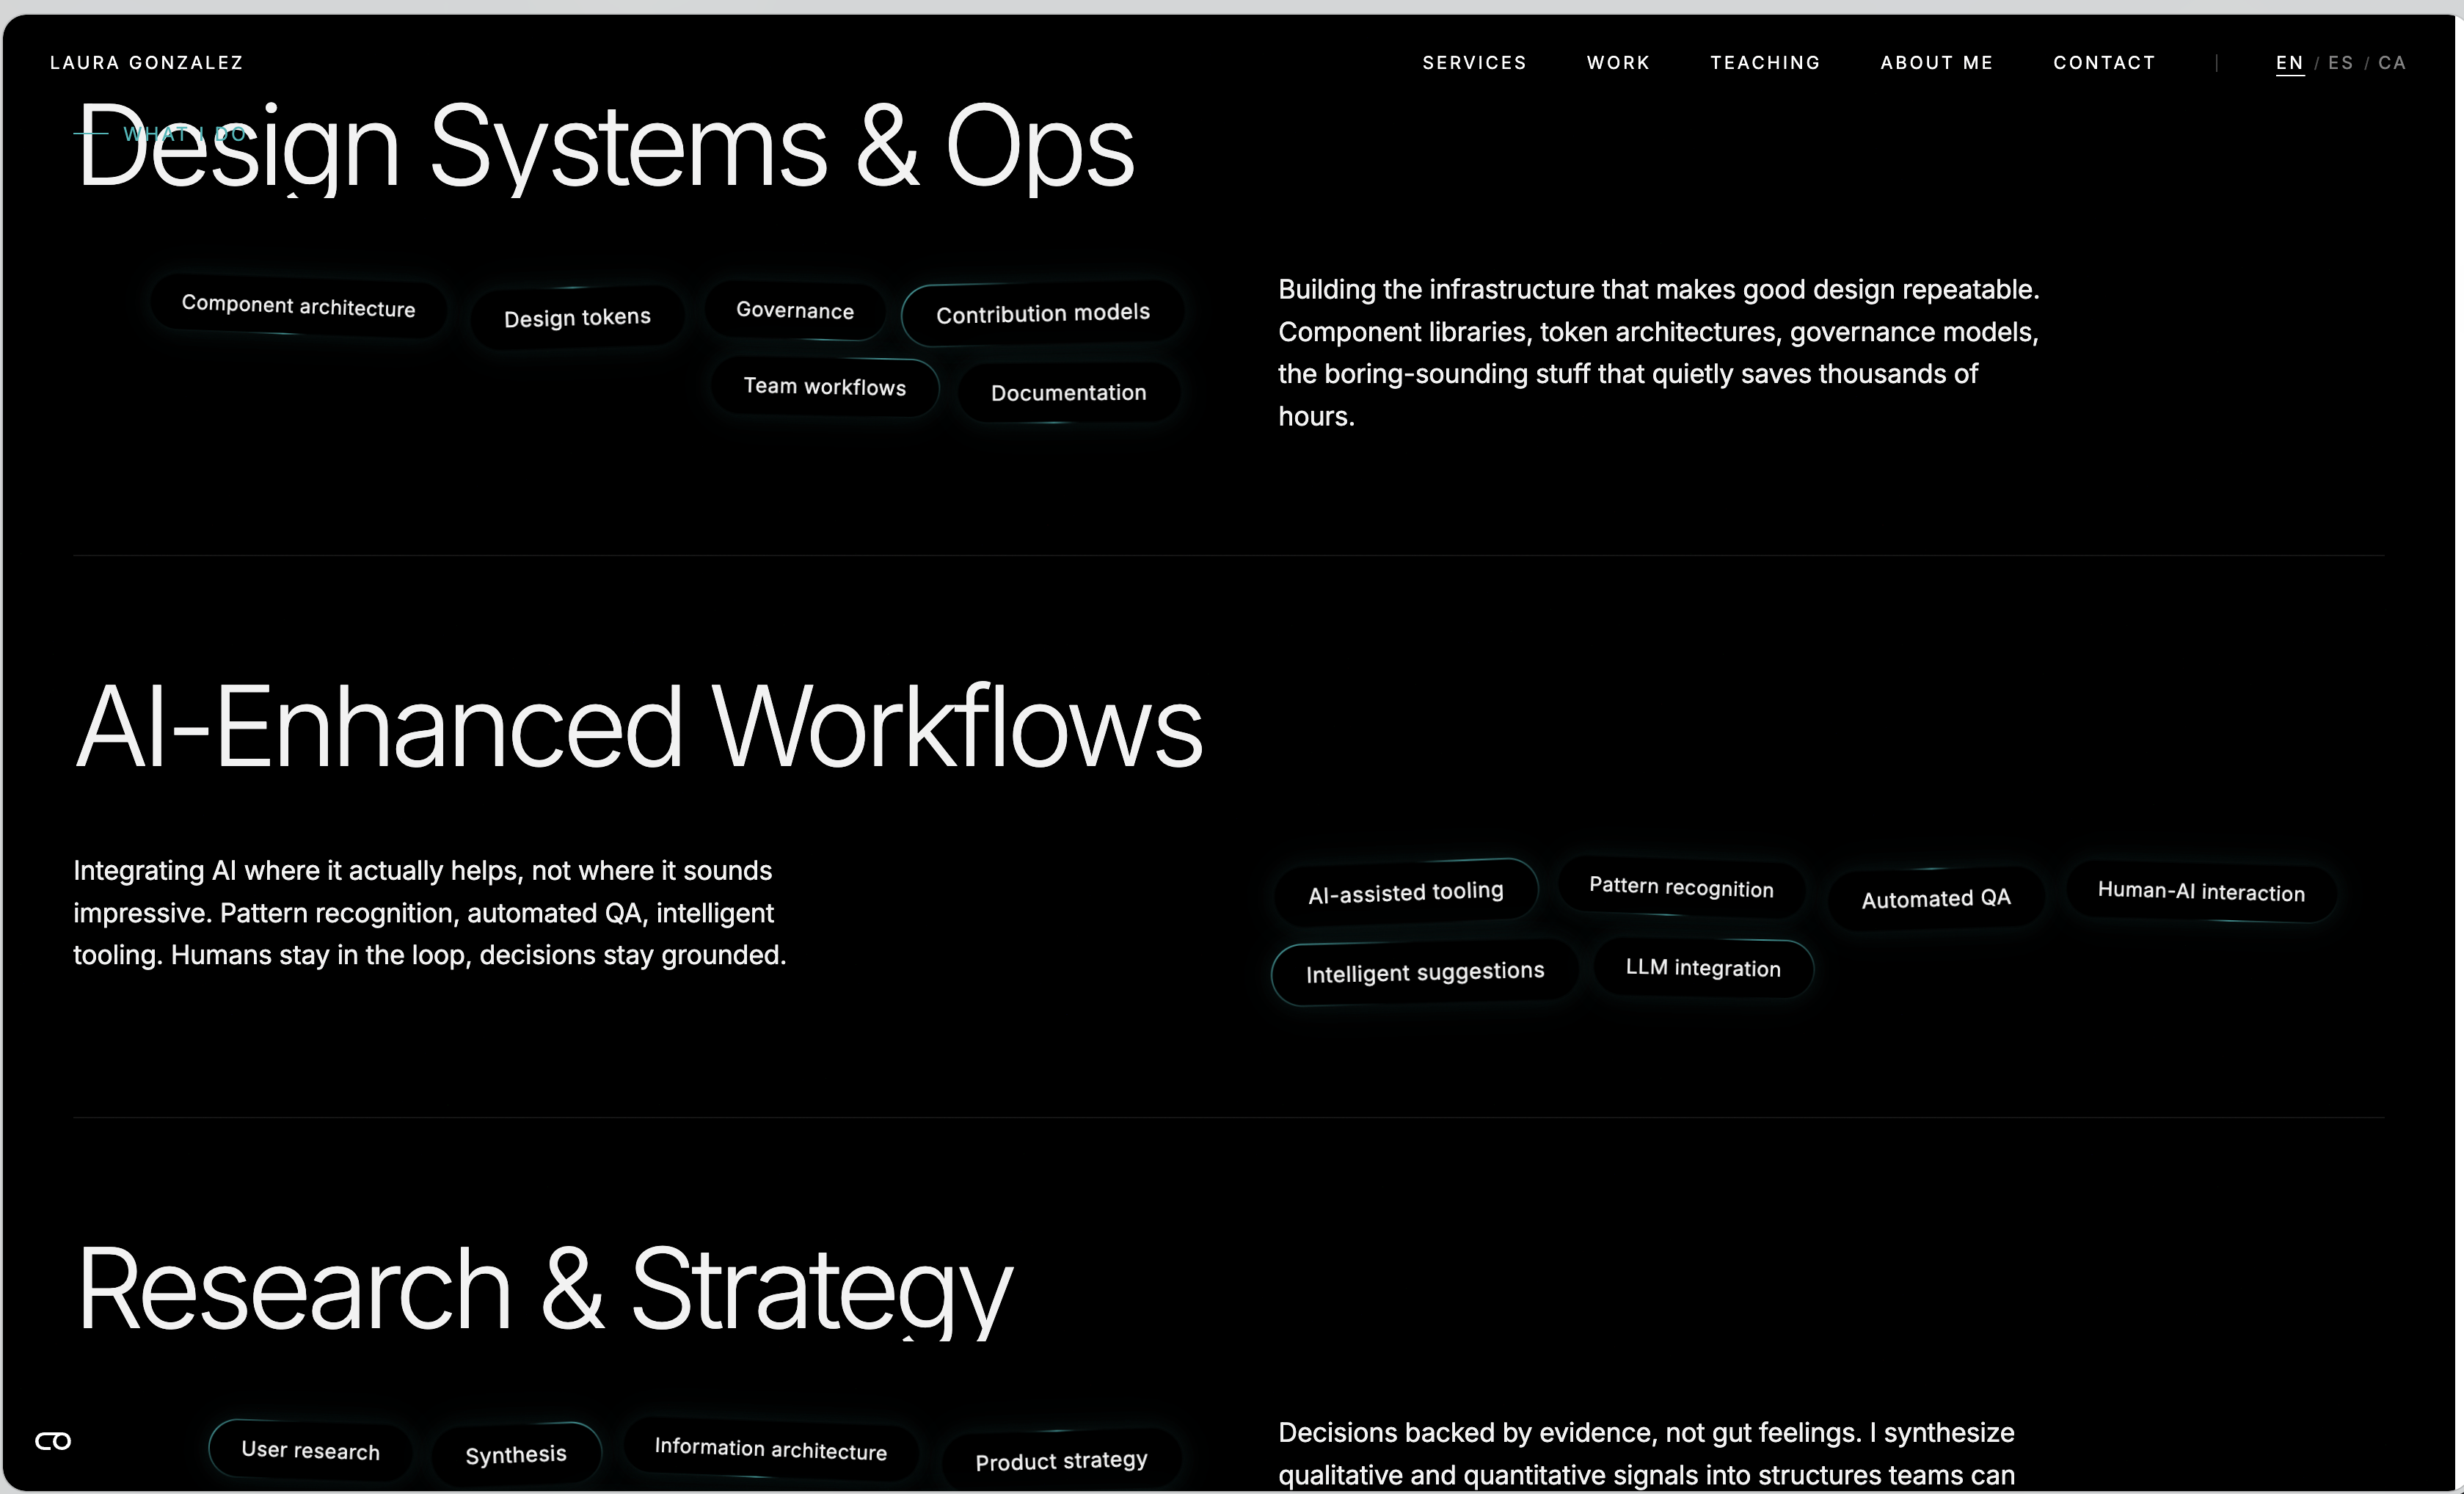 LAURA GONZALEZ
SERVICES WORK TEACHING ABOUT ME CONTACT EN / ES / CA
WHAT I DO
Design Systems & Ops
Component architecture Design tokens Governance Contribution models
Team workflows Documentation
Building the infrastructure that makes good design repeatable.
Component libraries, token architectures, governance models,
the boring-sounding stuff that quietly saves thousands of
hours.
AI-Enhanced Workflows
Integrating AI where it actually helps, not where it sounds
impressive. Pattern recognition, automated QA, intelligent
tooling. Humans stay in the loop, decisions stay grounded.
AI-assisted tooling Pattern recognition Automated QA Human-AI interaction
Intelligent suggestions LLM integration
Research & Strategy
User research Synthesis Information architecture Product strategy
Decisions backed by evidence, not gut feelings. I synthesize
qualitative and quantitative signals into structures teams can